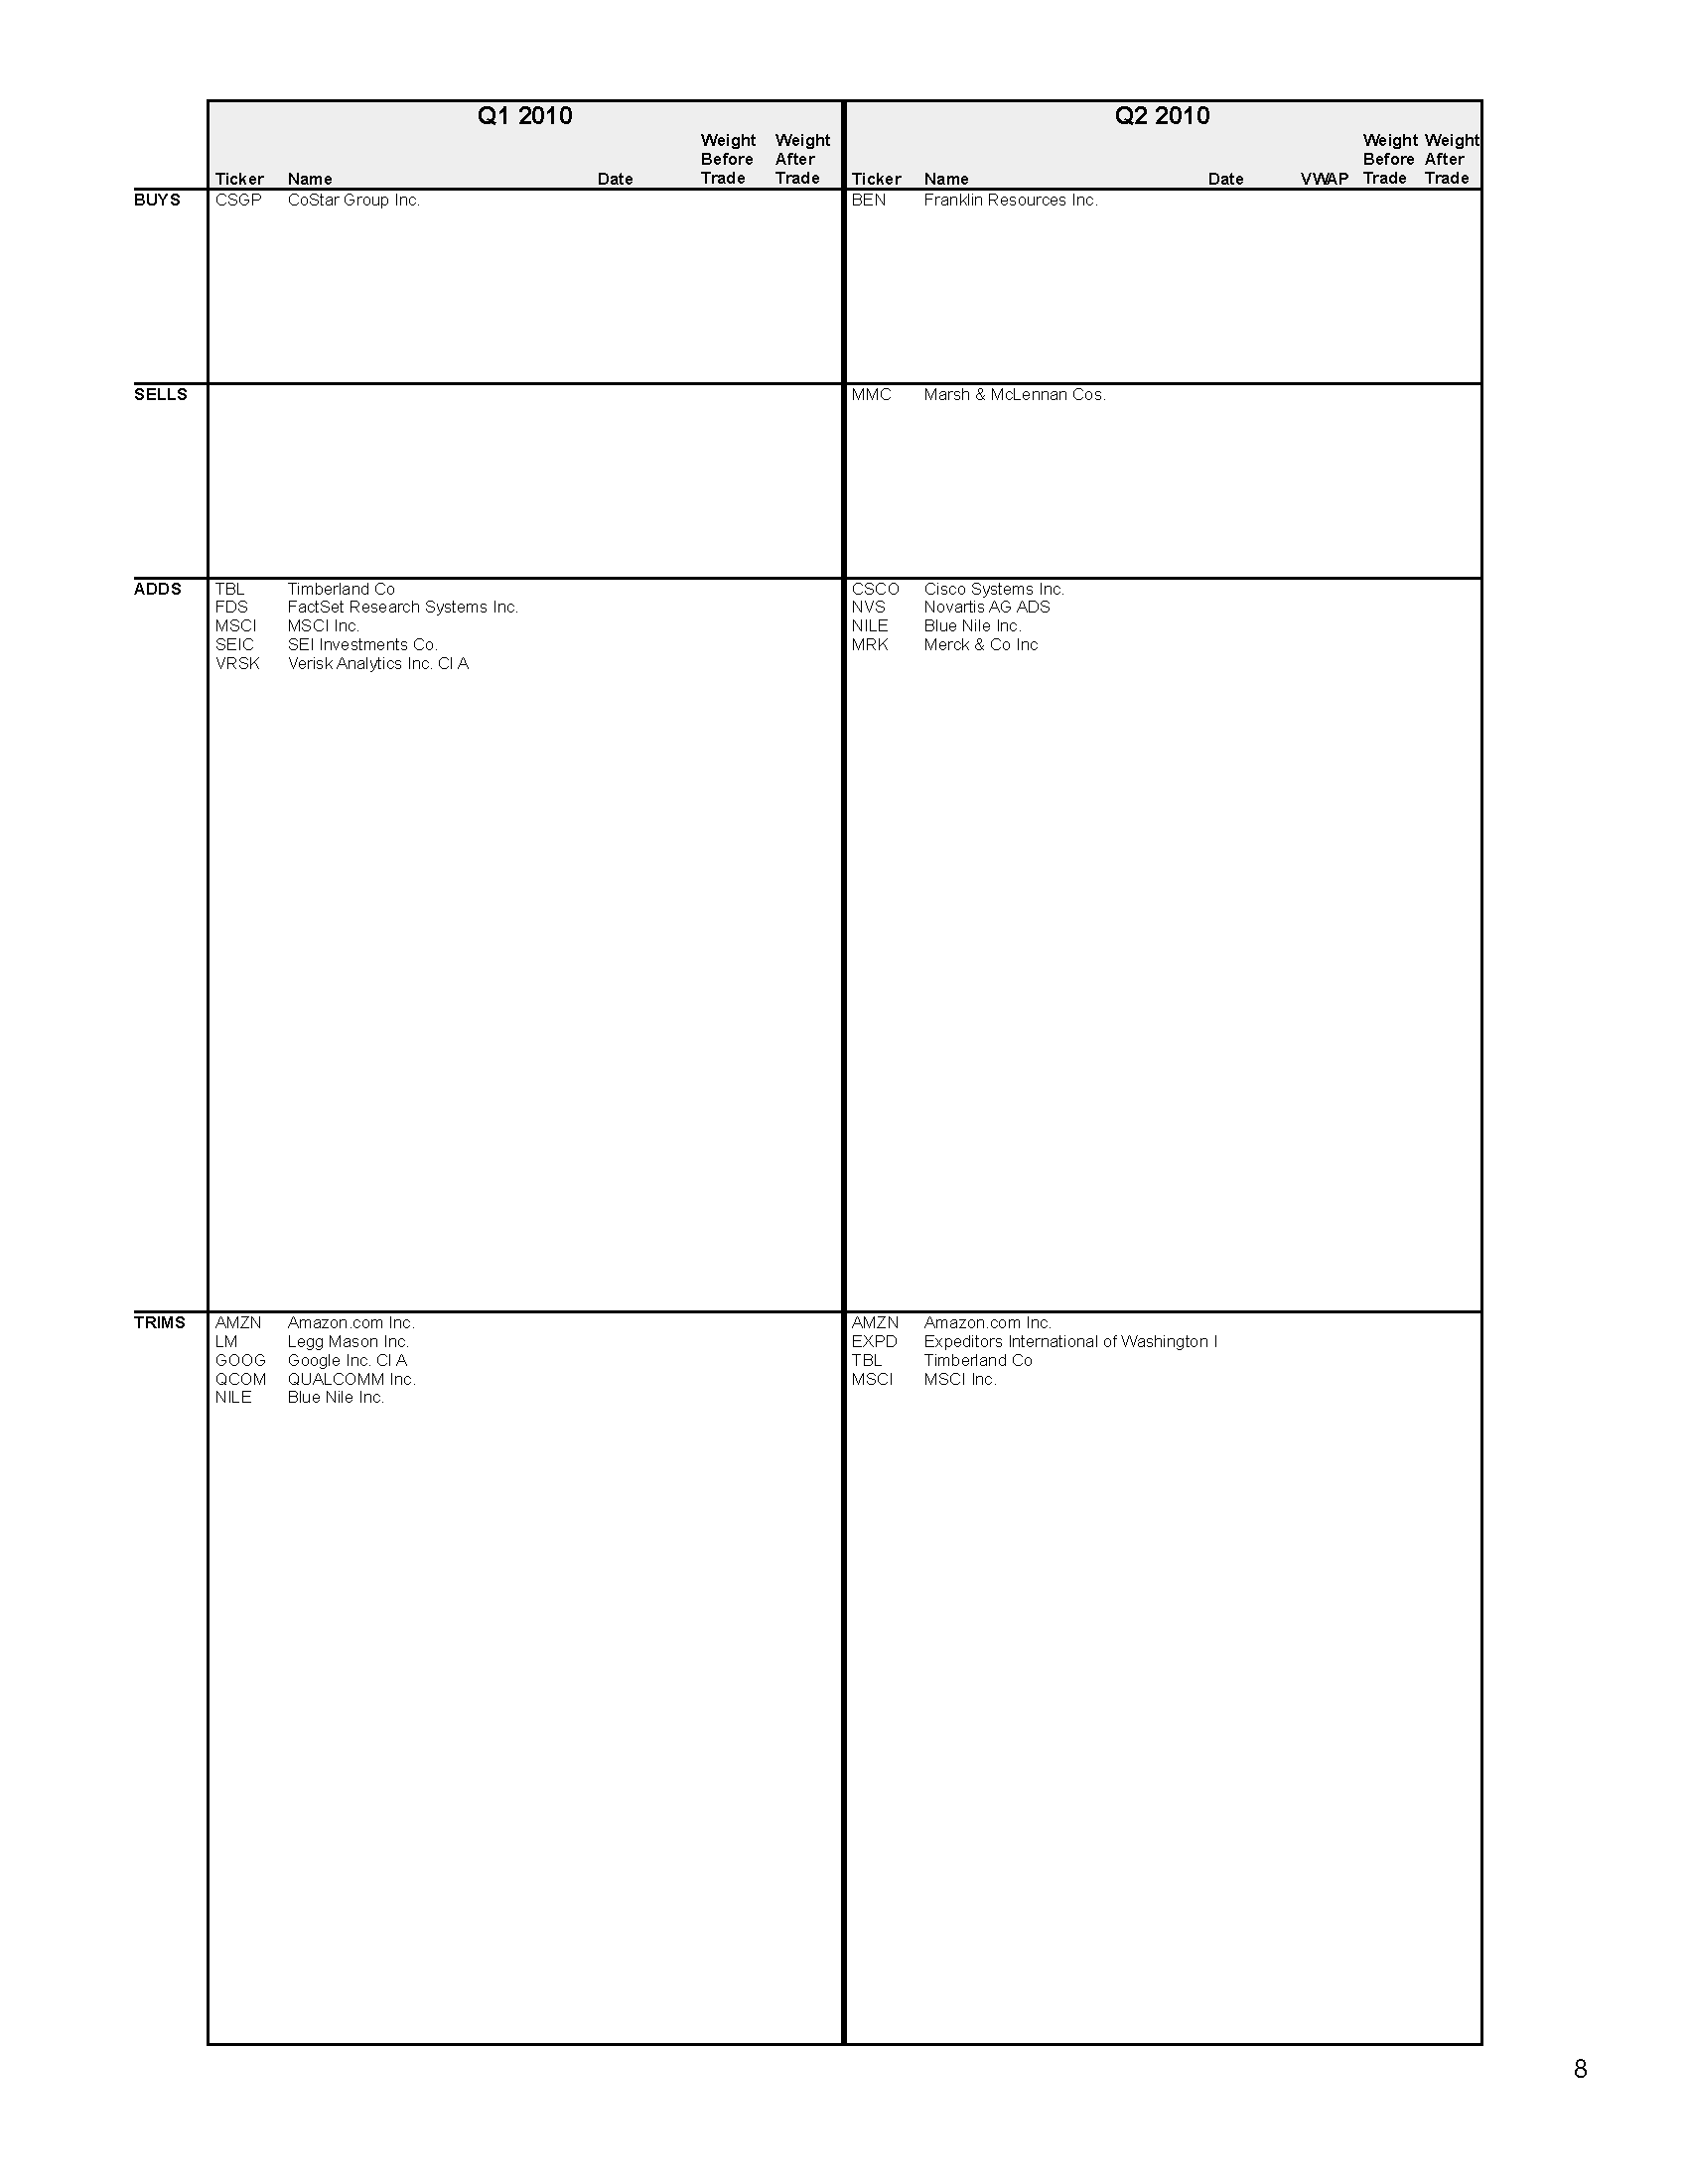 Q1 2010
Ticker Name Date Weight Before Trade Weight After Trade
BUYS CSGP CoStar Group Inc.
SELLS
ADDS TBL Timberland Co
FDS FactSet Research Systems Inc.
MSCI MSCI Inc.
SEIC SEI Investments Co.
VRSK Verisk Analytics Inc. Cl A
TRIMS AMZN Amazon.com Inc.
LM Legg Mason Inc.
GOOG Google Inc. Cl A
QCOM QUALCOMM Inc.
NILE Blue Nile Inc.
Q2 2010
Ticker Name Date VWAP Weight Before Trade Weight After Trade
BEN Franklin Resources Inc.
MMC Marsh & McLennan Cos.
CSCO Cisco Systems Inc.
NVS Novartis AG ADS
NILE Blue Nile Inc.
MRK Merck & Co Inc
AMZN Amazon.com Inc.
EXPD Expeditors International of Washington I
TBL Timberland Co
MSCI MSCI Inc.
8